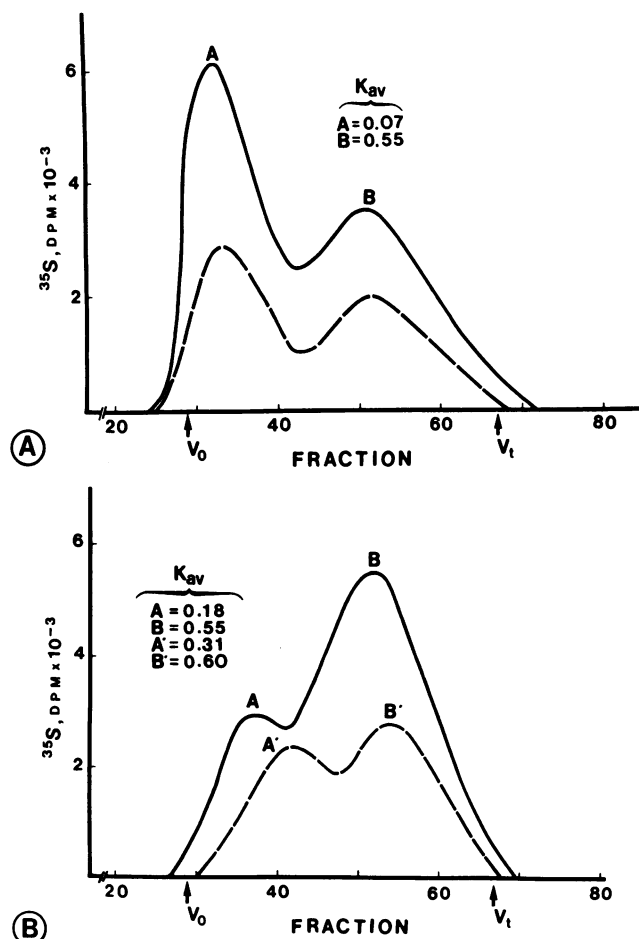 A
6
Kav
A=0.07
B=0.55
B
4
35S, DPM x 10-3
2
20 40 60 80
Vo Vt
FRACTION
A
6
B
Kav
A=0.18
B=0.55
A'=0.31
B'=0.60
4
35S, DPM x 10-3
A
B'
A'
2
20 40 60 80
Vo Vt
FRACTION
B